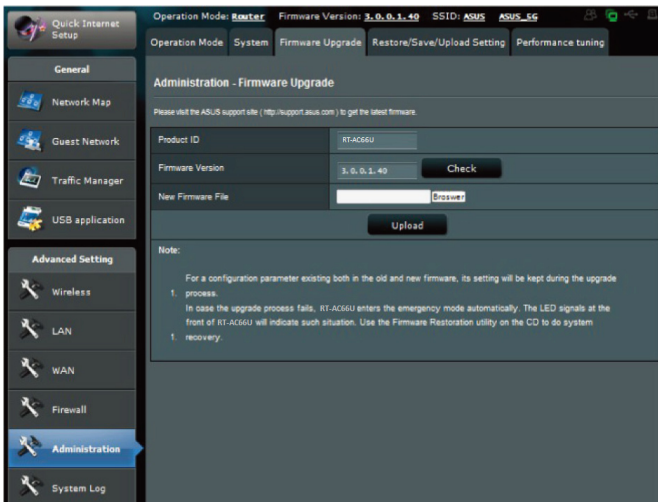 Quick Internet
Setup
Operation Mode: Router Firmware Version: 3.0.0.1.40 SSID: ASUS ASUS_5G
Operation Mode System Firmware Upgrade Restore/Save/Upload Setting Performance tuning
General
Network Map
Guest Network
Traffic Manager
USB application
Advanced Setting
Wireless
LAN
WAN
Firewall
Administration
System Log
Administration - Firmware Upgrade
Please visit the ASUS support site ( http://support.asus.com ) to get the latest firmware.
Product ID RT-AC66U
Firmware Version 3.0.0.1.40 Check
New Firmware File Broswer
Upload
Note:
For a configuration parameter existing both in the old and new firmware, its setting will be kept during the upgrade
1. process.
In case the upgrade process fails, RT-AC66U enters the emergency mode automatically. The LED signals at the
front of RT-AC66U will indicate such situation. Use the Firmware Restoration utility on the CD to do system
1. recovery.